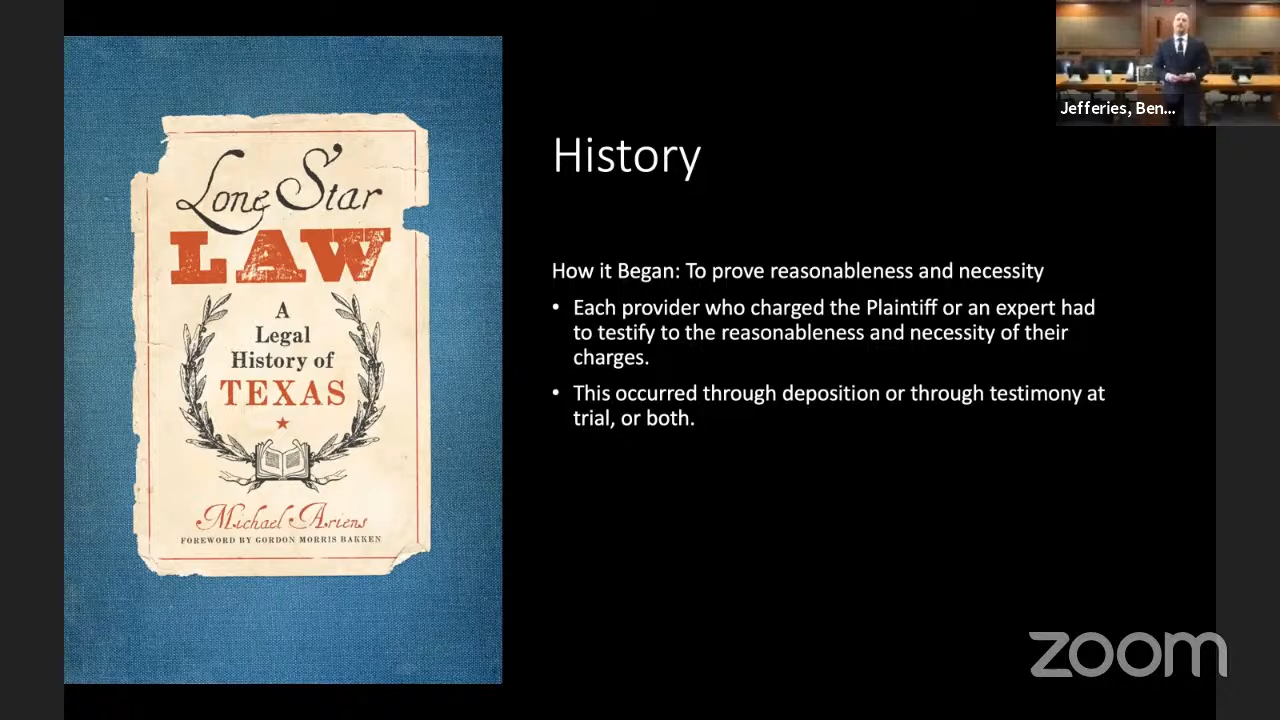 Lone Star
LAW
A
Legal
History of
TEXAS
Michael Ariens
FOREWORD BY GORDON MORRIS BAKKEN
History
How it Began: To prove reasonableness and necessity
• Each provider who charged the Plaintiff or an expert had
to testify to the reasonableness and necessity of their
charges.
• This occurred through deposition or through testimony at
trial, or both.
Jefferies, Ben...
zoom